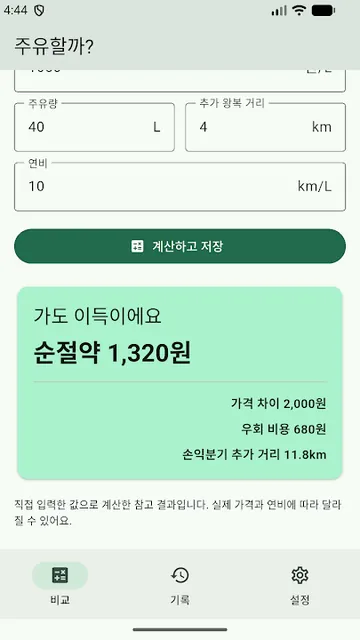 4:44
주유할까?
주유량
40 L
추가 왕복 거리
4 km
연비
10 km/L
계산하고 저장
가도 이득이에요
순절약 1,320원
가격 차이 2,000원
우회 비용 680원
손익분기 추가 거리 11.8km
직접 입력한 값으로 계산한 참고 결과입니다. 실제 가격과 연비에 따라 달라
질 수 있어요.
비교
기록
설정